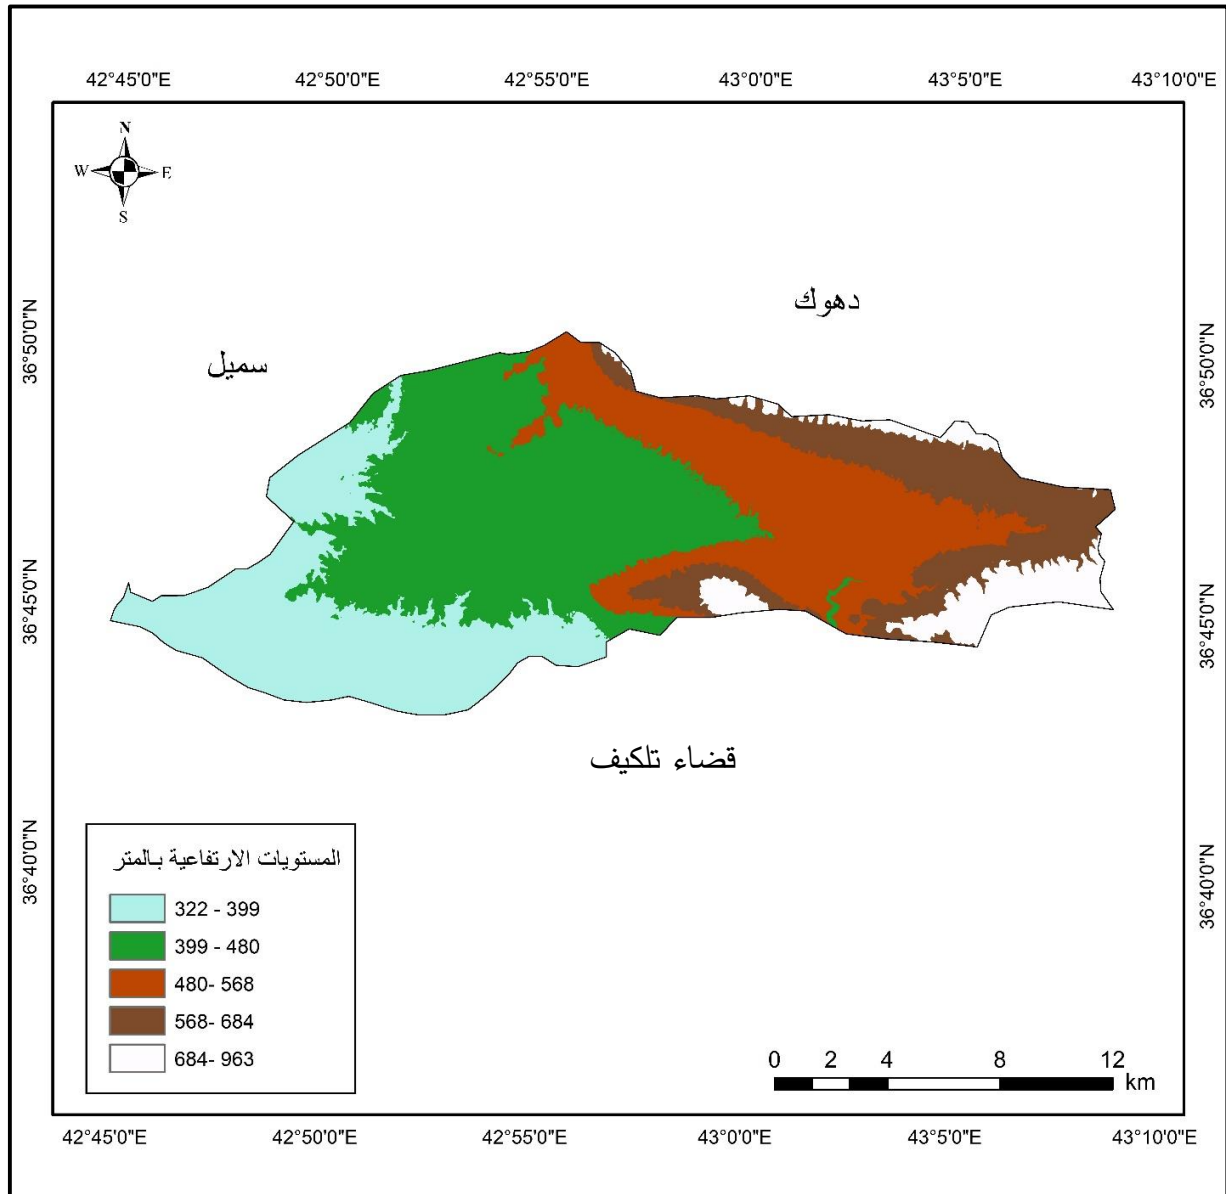 42°45'0"E 42°50'0"E 42°55'0"E 43°0'0"E 43°5'0"E 43°10'0"E
N
W E
S
دهوك
سميل
36°50'0"N
36°50'0"N
36°45'0"N
36°45'0"N
قضاء تلكيف
36°40'0"N
36°40'0"N
المستويات الارتفاعية بالمتر
322 - 399
399 - 480
480- 568
568- 684
684- 963
0 2 4 8 12
km
42°45'0"E 42°50'0"E 42°55'0"E 43°0'0"E 43°5'0"E 43°10'0"E